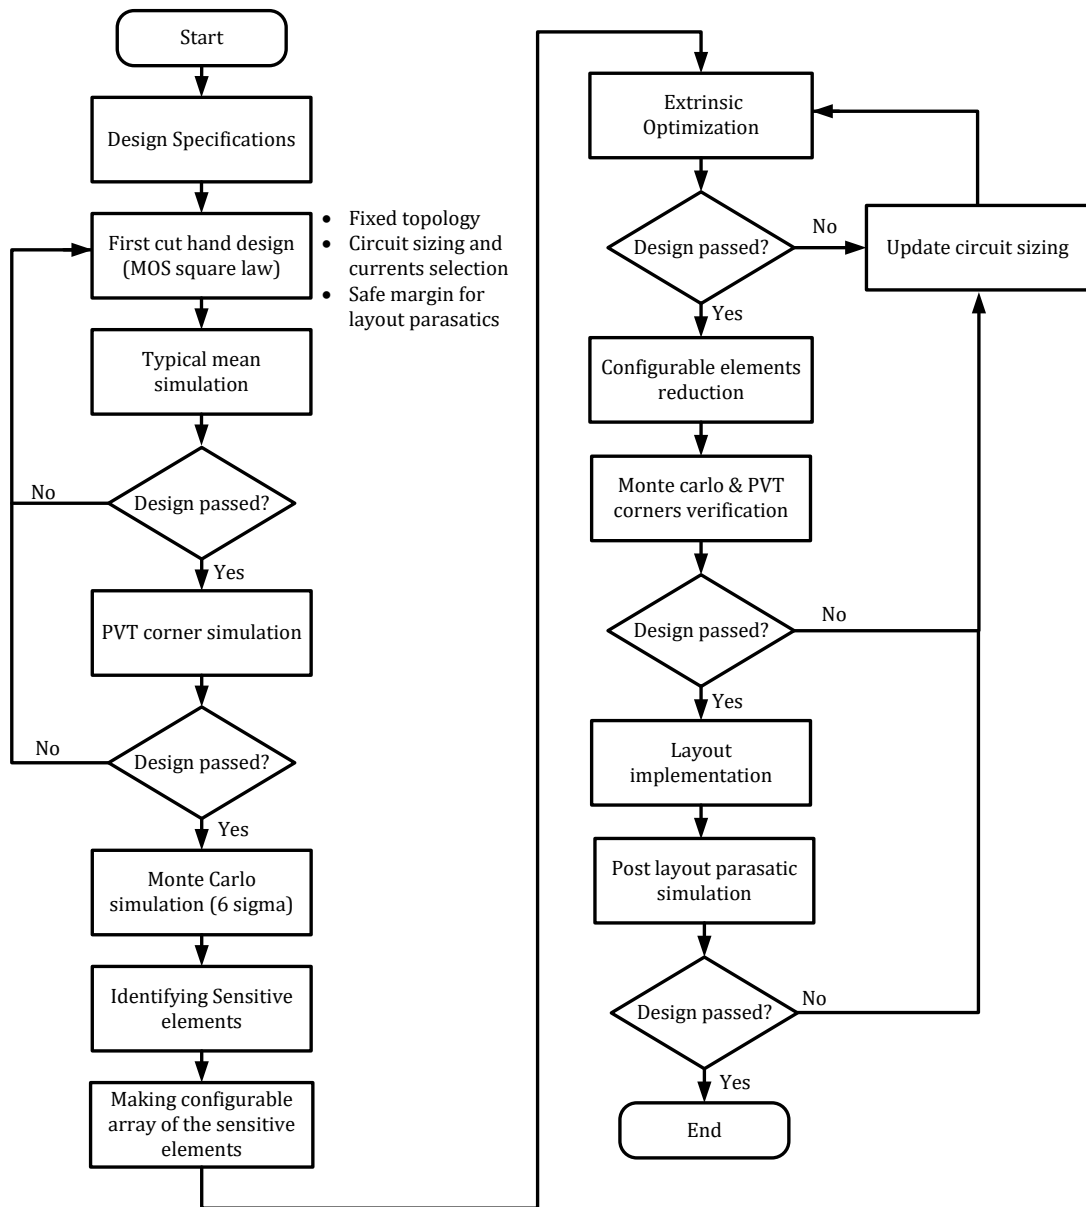 Start
Design Specifications
First cut hand design
(MOS square law)
• Fixed topology
• Circuit sizing and
currents selection
• Safe margin for
layout parasatics
Typical mean
simulation
Design passed?
No
Yes
PVT corner simulation
Design passed?
No
Yes
Monte Carlo
simulation (6 sigma)
Identifying Sensitive
elements
Making configurable
array of the sensitive
elements
Extrinsic
Optimization
Design passed?
No
Update circuit sizing
Yes
Configurable elements
reduction
Monte carlo & PVT
corners verification
Design passed?
No
Yes
Layout
implementation
Post layout parasatic
simulation
Design passed?
No
Yes
End